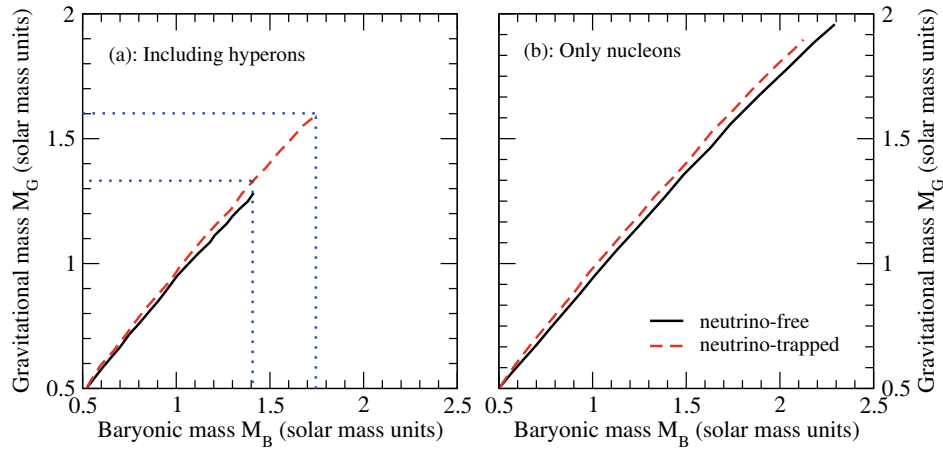 Gravitational mass M_G (solar mass units)
2
1.5
1
0.5
(a): Including hyperons
0.5 1 1.5 2 2.5
Baryonic mass M_B (solar mass units)
(b): Only nucleons
neutrino-free
neutrino-trapped
0.5 1 1.5 2 2.5
Baryonic mass M_B (solar mass units)
2
1.5
1
0.5
Gravitational mass M_G (solar mass units)